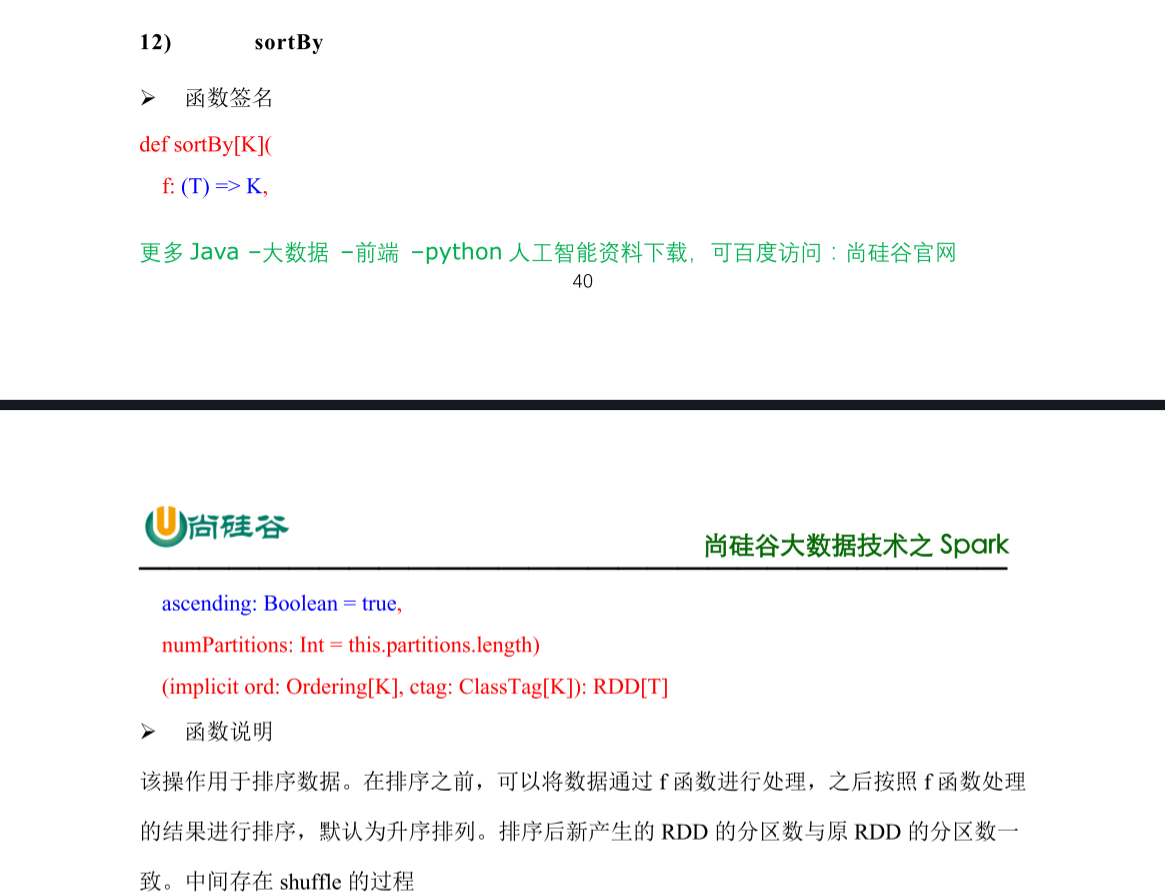 12) sortBy
➢ 函数签名
def sortBy[K](
f: (T) => K,
更多 Java –大数据 –前端 –python 人工智能资料下载，可百度访问：尚硅谷官网
40
尚硅谷
尚硅谷大数据技术之 Spark
ascending: Boolean = true,
numPartitions: Int = this.partitions.length)
(implicit ord: Ordering[K], ctag: ClassTag[K]): RDD[T]
➢ 函数说明
该操作用于排序数据。在排序之前，可以将数据通过 f 函数进行处理，之后按照 f 函数处理
的结果进行排序，默认为升序排列。排序后新产生的 RDD 的分区数与原 RDD 的分区数一
致。中间存在 shuffle 的过程